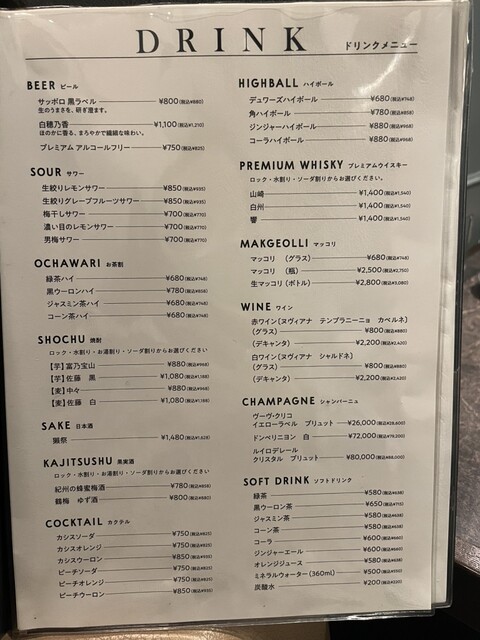 DRINK ドリンクメニュー
BEER ビール
サッポロ 黒ラベル ¥800(税込¥880)
生のうまさを、研ぎ澄ます。
白穂乃香 ¥1,100(税込¥1,210)
ほのかに香る、まろやかで繊細な味わい。
プレミアム アルコールフリー ¥750(税込¥825)
SOUR サワー
生絞りレモンサワー ¥850(税込¥935)
生絞りグレープフルーツサワー ¥850(税込¥935)
梅干しサワー ¥700(税込¥770)
濃い目のレモンサワー ¥700(税込¥770)
男梅サワー ¥700(税込¥770)
OCHAWARI お茶割
緑茶ハイ ¥680(税込¥748)
黒ウーロンハイ ¥780(税込¥858)
ジャスミン茶ハイ ¥680(税込¥748)
コーン茶ハイ ¥680(税込¥748)
SHOCHU 焼酎
ロック・水割り・お湯割り・ソーダ割りからお選びください
【芋】富乃宝山 ¥880(税込¥968)
【芋】佐藤 黒 ¥1,080(税込¥1,188)
【麦】中々 ¥880(税込¥968)
【麦】佐藤 白 ¥1,080(税込¥1,188)
SAKE 日本酒
獺祭 ¥1,480(税込¥1,628)
KAJITSUSHU 果実酒
ロック・水割り・お湯割り・ソーダ割りからお選びください
紀州の蜂蜜梅酒 ¥780(税込¥858)
鶴梅 ゆず酒 ¥800(税込¥880)
COCKTAIL カクテル
カシスソーダ ¥750(税込¥825)
カシスオレンジ ¥750(税込¥825)
カシスウーロン ¥850(税込¥935)
ピーチソーダ ¥750(税込¥825)
ピーチオレンジ ¥750(税込¥825)
ピーチウーロン ¥850(税込¥935)
HIGHBALL ハイボール
デュワーズハイボール ¥680(税込¥748)
角ハイボール ¥780(税込¥858)
ジンジャーハイボール ¥880(税込¥968)
コーラハイボール ¥880(税込¥968)
PREMIUM WHISKY プレミアムウイスキー
ロック・水割り・ソーダ割りからお選びください。
山崎 ¥1,400(税込¥1,540)
白州 ¥1,400(税込¥1,540)
響 ¥1,400(税込¥1,540)
MAKGEOLLI マッコリ
マッコリ (グラス) ¥680(税込¥748)
マッコリ (瓶) ¥2,500(税込¥2,750)
生マッコリ(ボトル) ¥2,800(税込¥3,080)
WINE ワイン
赤ワイン(ヌヴィアナ テンプラニーニョ カベルネ)
(グラス) ¥800(税込¥880)
(デキャンタ) ¥2,200(税込¥2,420)
白ワイン(ヌヴィアナ シャルドネ)
(グラス) ¥800(税込¥880)
(デキャンタ) ¥2,200(税込¥2,420)
CHAMPAGNE シャンパーニュ
ヴーヴ・クリコ
イエローラベル ブリュット ¥26,000(税込¥28,600)
ドンペリニヨン 白 ¥72,000(税込¥79,200)
ルイロデレール
クリスタル ブリュット ¥80,000(税込¥88,000)
SOFT DRINK ソフトドリンク
緑茶 ¥580(税込¥638)
黒ウーロン茶 ¥650(税込¥715)
ジャスミン茶 ¥580(税込¥638)
コーン茶 ¥580(税込¥638)
コーラ ¥600(税込¥660)
ジンジャーエール ¥600(税込¥660)
オレンジジュース ¥580(税込¥638)
ミネラルウォーター(360ml) ¥500(税込¥550)
炭酸水 ¥200(税込¥220)